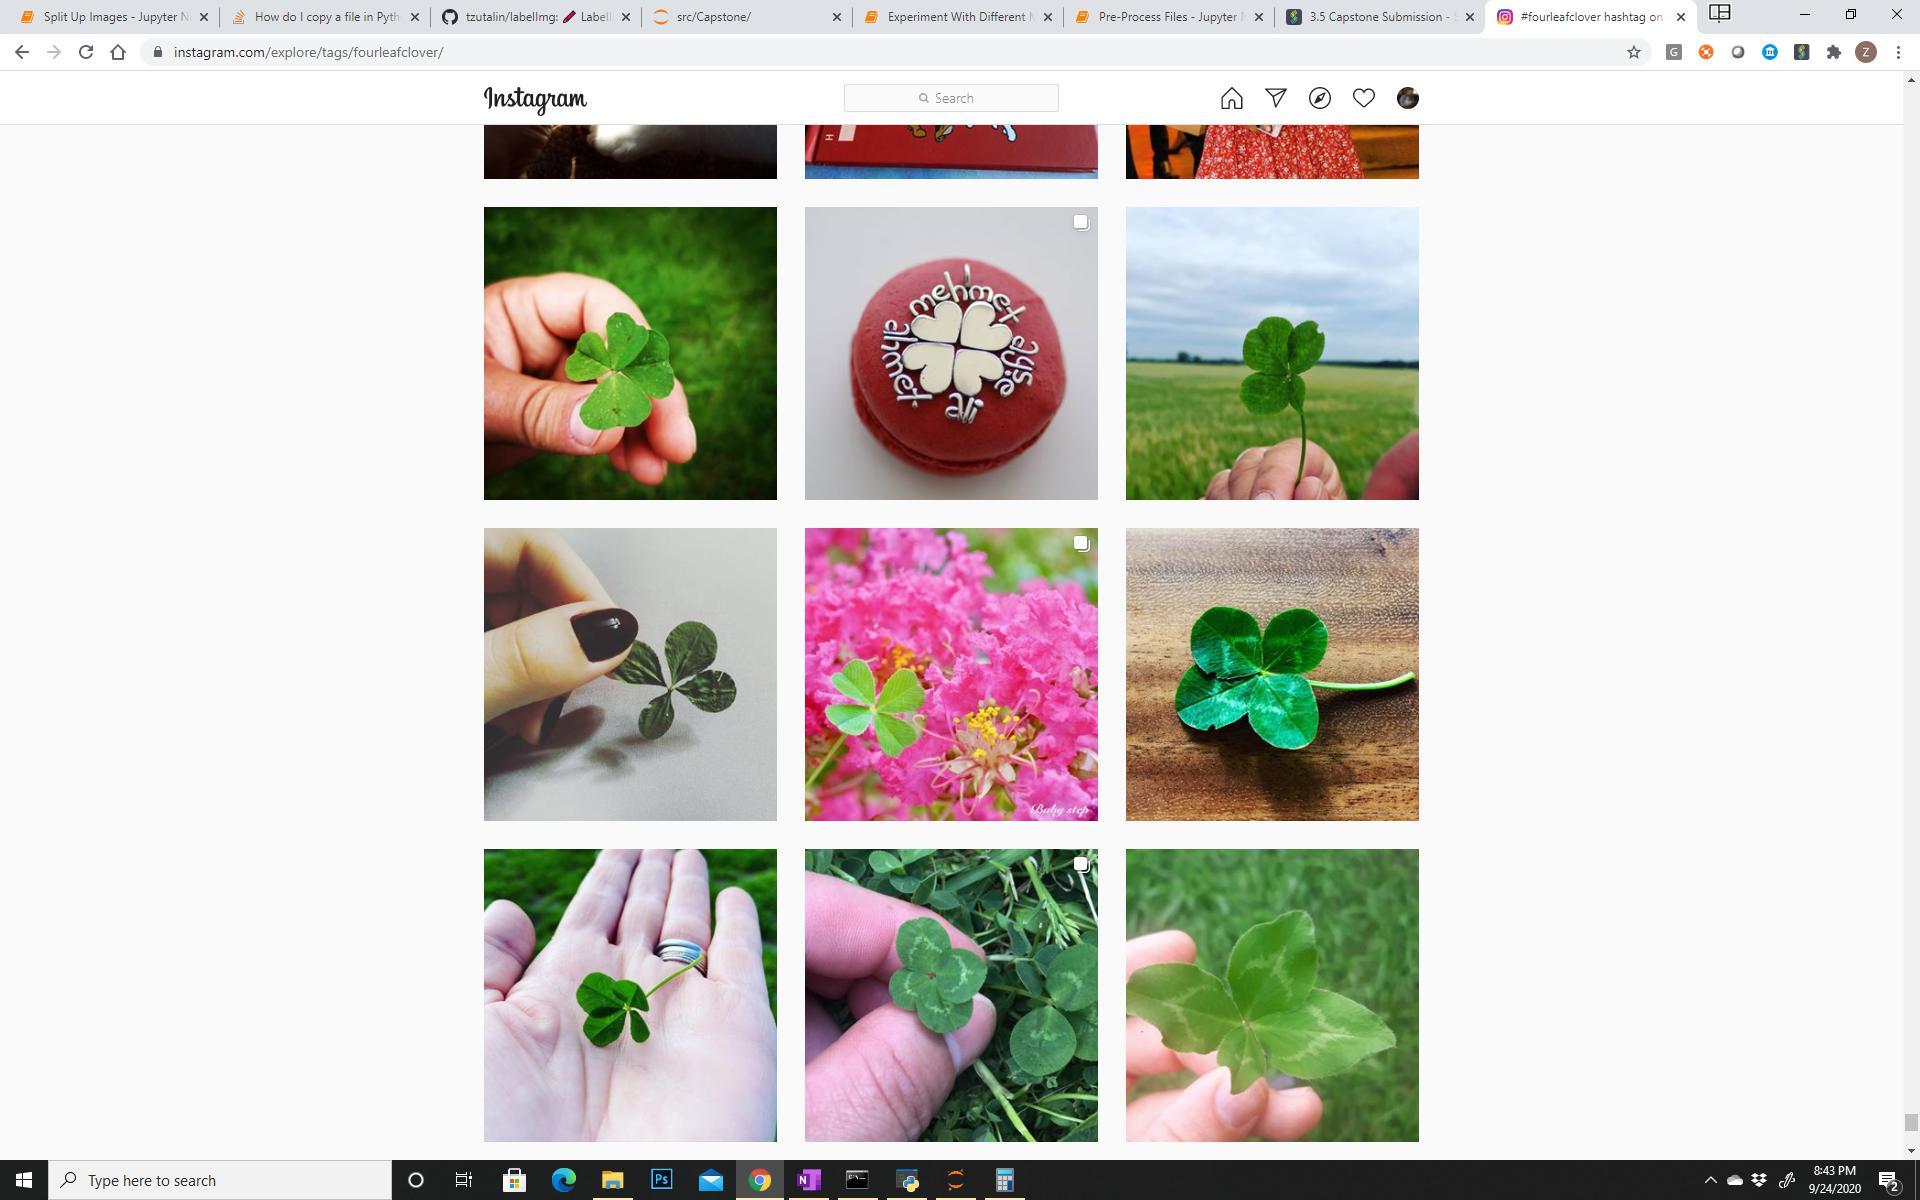 Split Up Images - Jupyter N
How do I copy a file in Pyth
tzutalin/labelImg: Label
src/Capstone/
Experiment With Different
Pre-Process Files - Jupyter
3.5 Capstone Submission -
#fourleafclover hashtag on
instagram.com/explore/tags/fourleafclover/
G
Z
Instagram
Search
H
mehmet
ayşe
elif
ahmet
Baby step
Type here to search
Ps
N
8:43 PM
9/24/2020
2